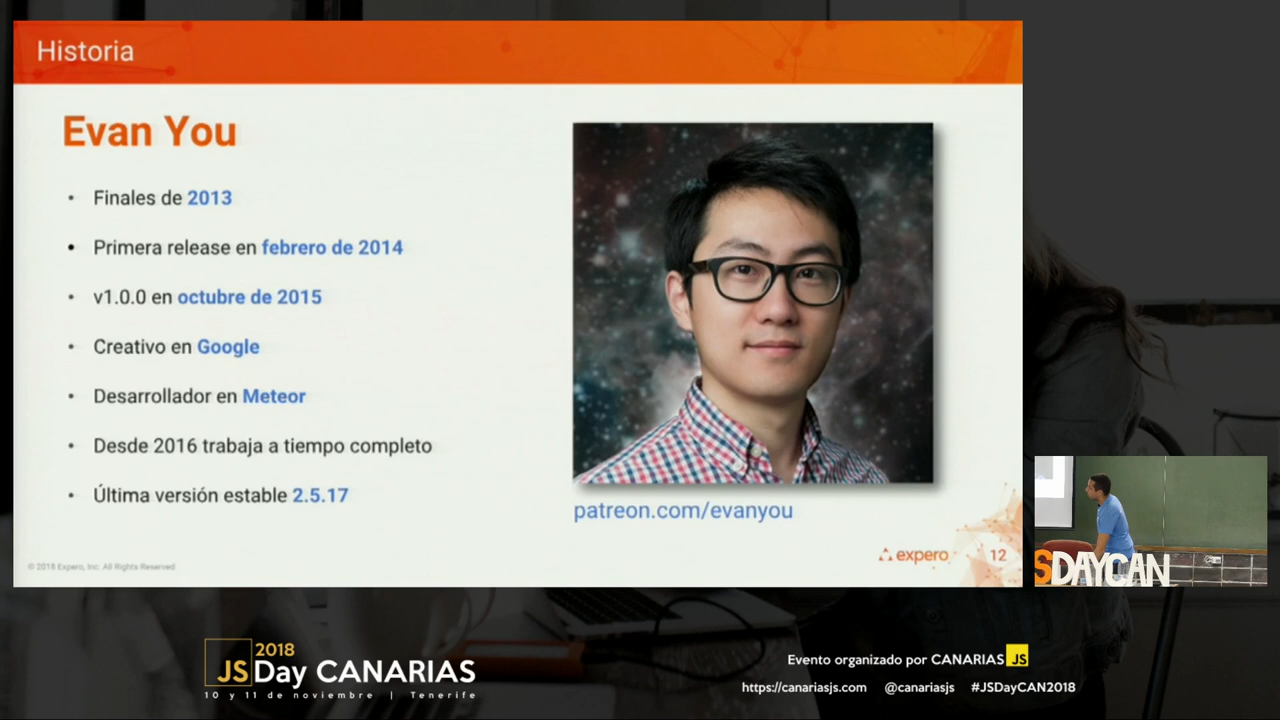 Historia
Evan You
• Finales de 2013
• Primera release en febrero de 2014
• v1.0.0 en octubre de 2015
• Creativo en Google
• Desarrollador en Meteor
• Desde 2016 trabaja a tiempo completo
• Última versión estable 2.5.17
patreon.com/evanyou
© 2018 Expero, Inc. All Rights Reserved
expero
12
SDAYCAN
2018
JSDay CANARIAS
10 y 11 de noviembre | Tenerife
Evento organizado por CANARIAS JS
https://canariasjs.com @canariasjs #JSDayCAN2018